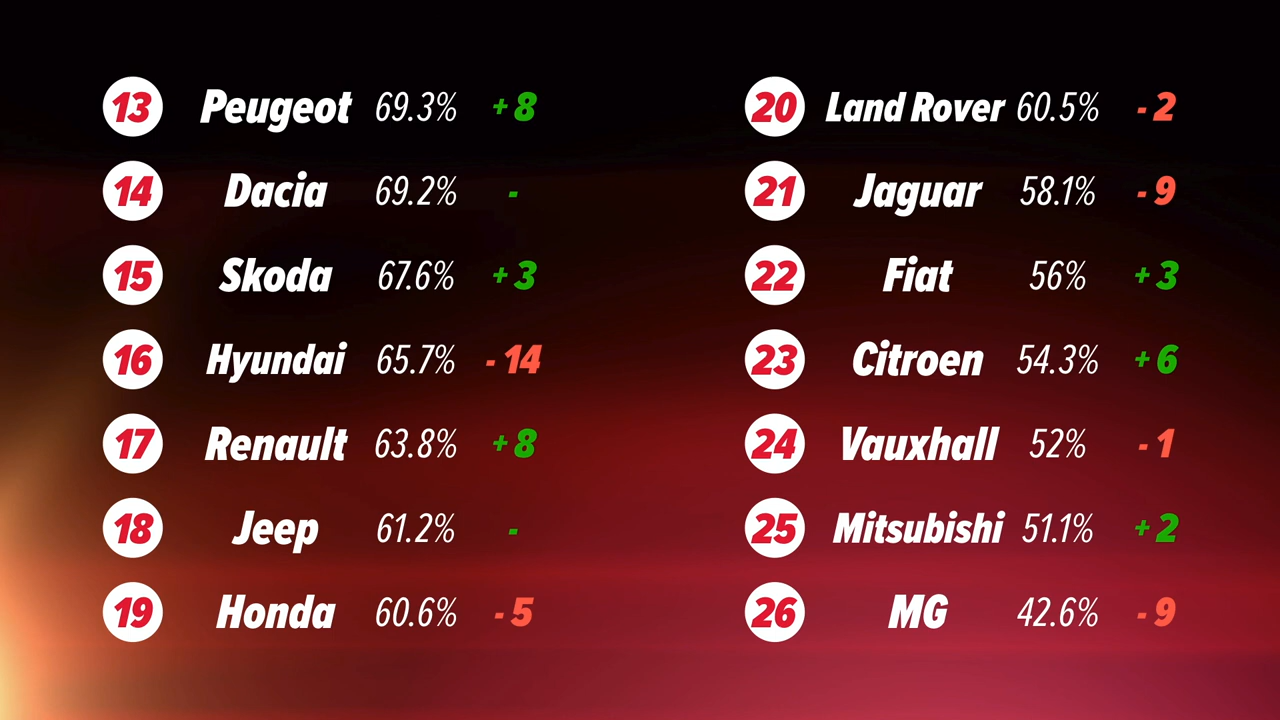 13 Peugeot 69.3% + 8
14 Dacia 69.2% -
15 Skoda 67.6% + 3
16 Hyundai 65.7% - 14
17 Renault 63.8% + 8
18 Jeep 61.2% -
19 Honda 60.6% - 5
20 Land Rover 60.5% - 2
21 Jaguar 58.1% - 9
22 Fiat 56% + 3
23 Citroen 54.3% + 6
24 Vauxhall 52% - 1
25 Mitsubishi 51.1% + 2
26 MG 42.6% - 9